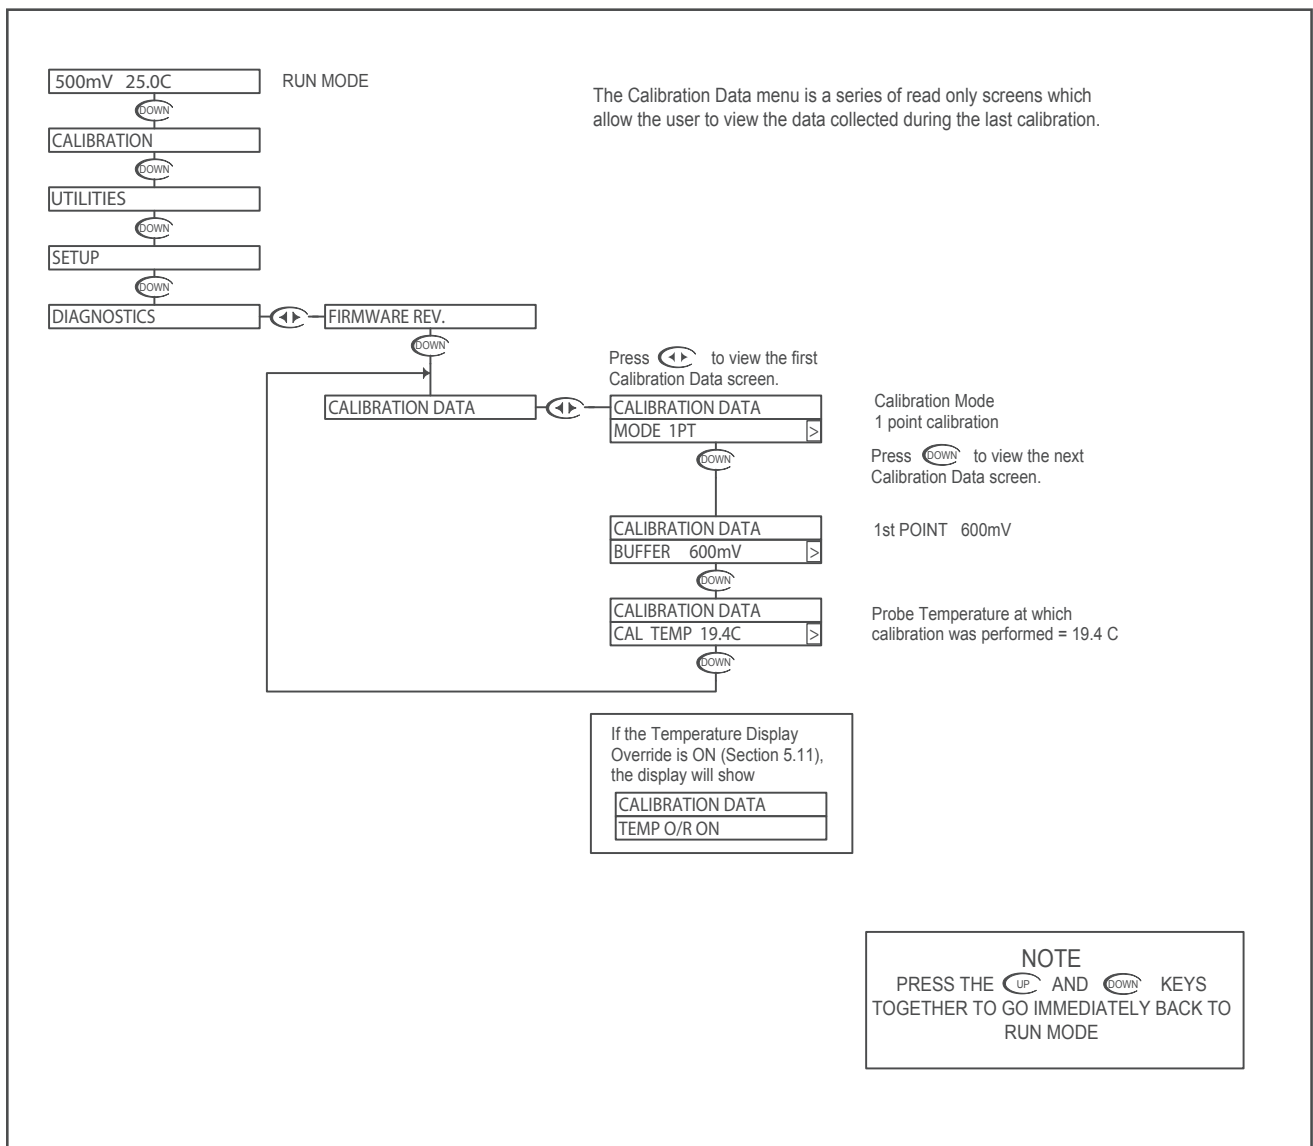 500mV 25.0C
RUN MODE
The Calibration Data menu is a series of read only screens which
allow the user to view the data collected during the last calibration.
DOWN
CALIBRATION
DOWN
UTILITIES
DOWN
SETUP
DOWN
DIAGNOSTICS
FIRMWARE REV.
DOWN
Press to view the first
Calibration Data screen.
CALIBRATION DATA
CALIBRATION DATA
MODE 1PT >
Calibration Mode
1 point calibration
DOWN
Press DOWN to view the next
Calibration Data screen.
CALIBRATION DATA
BUFFER 600mV >
1st POINT 600mV
DOWN
CALIBRATION DATA
CAL TEMP 19.4C >
Probe Temperature at which
calibration was performed = 19.4 C
DOWN
If the Temperature Display
Override is ON (Section 5.11),
the display will show
CALIBRATION DATA
TEMP O/R ON
NOTE
PRESS THE UP AND DOWN KEYS
TOGETHER TO GO IMMEDIATELY BACK TO
RUN MODE